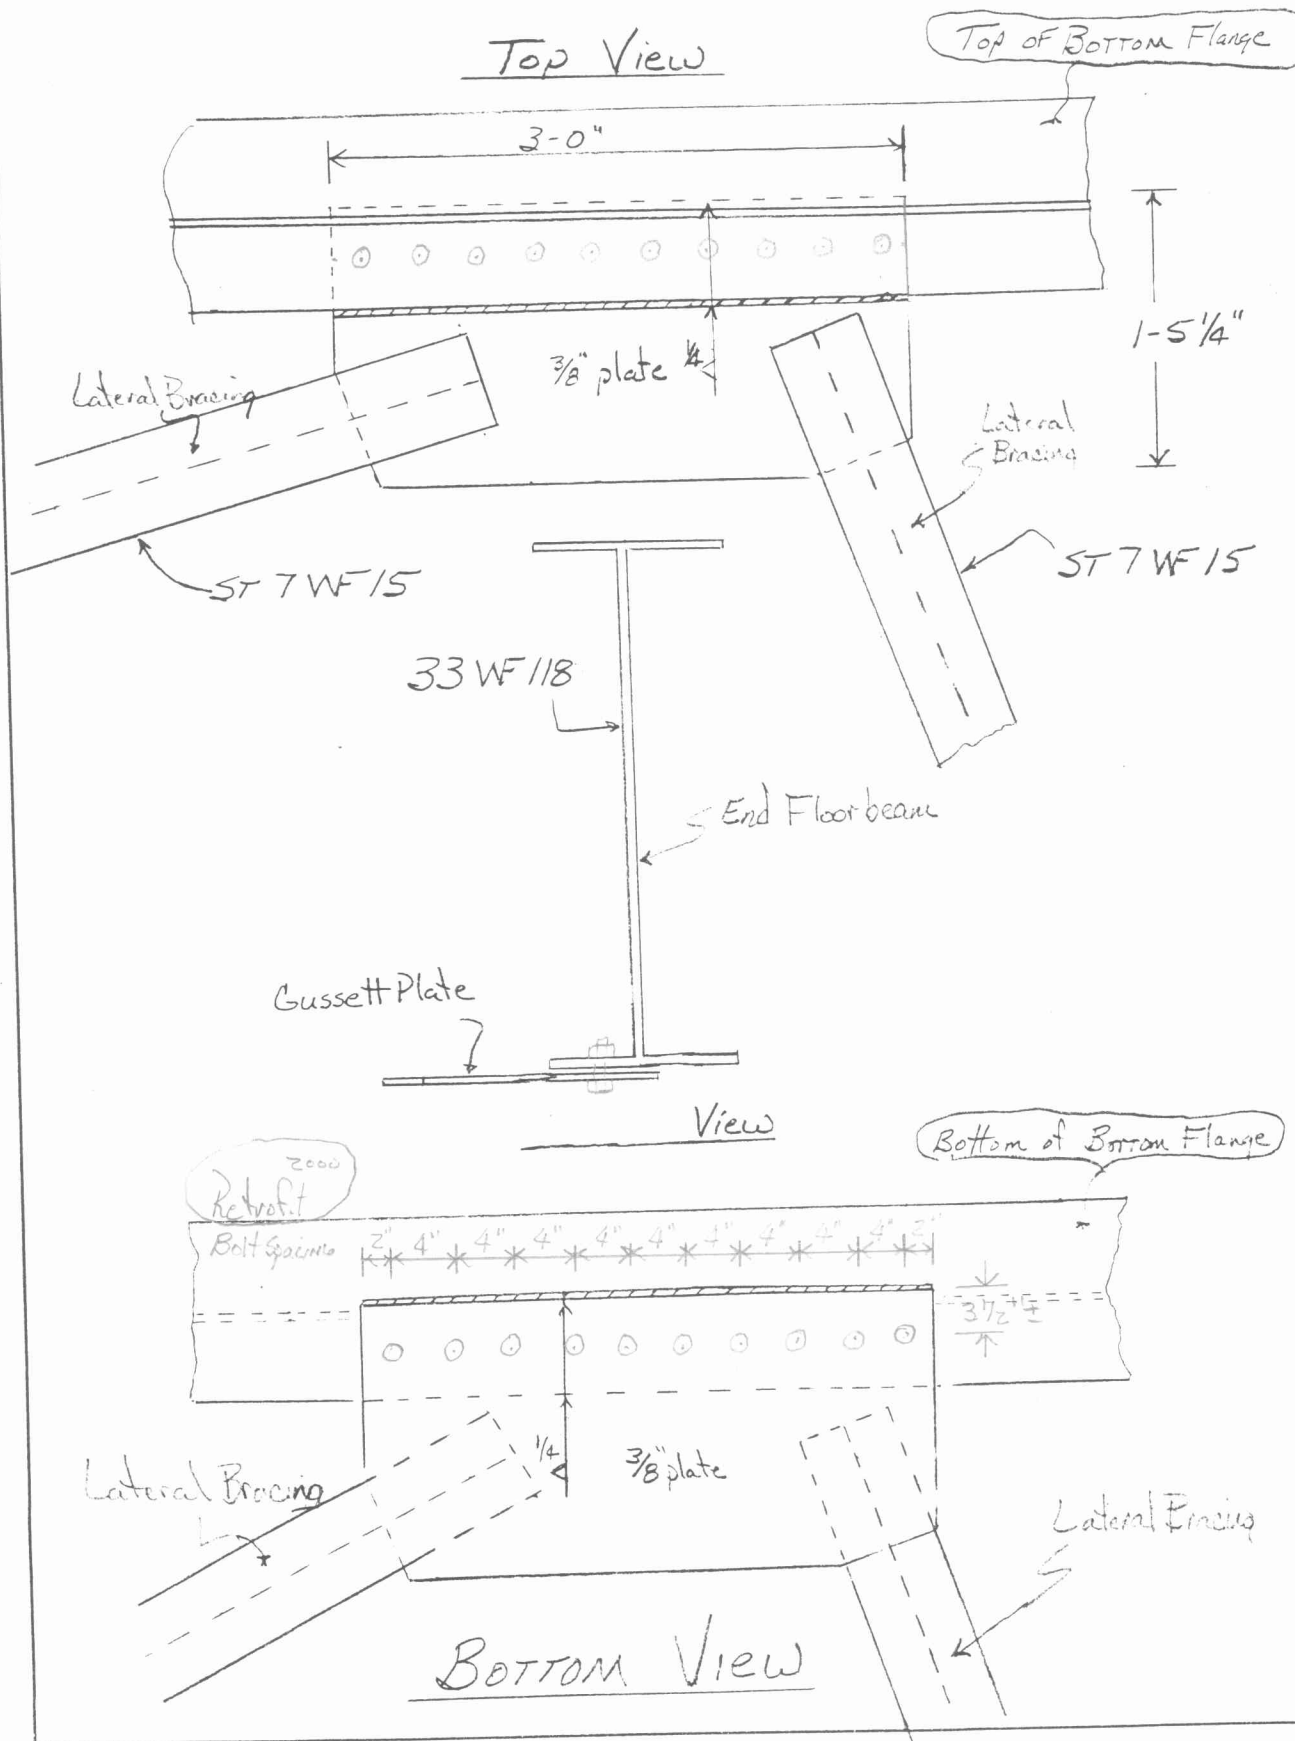 Top View
Top of Bottom Flange
3-0"
1-5 1/4"
3/8" plate 1/4
Lateral Bracing
Lateral
Bracing
ST 7 WF 15
ST 7 WF 15
33 WF 118
End Floorbeam
Gussett Plate
View
Bottom of Bottom Flange
2000
Retrofit
Bolt Spacing
2" 4" 4" 4" 4" 4" 4" 4" 4" 4" 2"
3 1/2"
1/4
3/8" plate
Lateral Bracing
Lateral Bracing
Bottom View